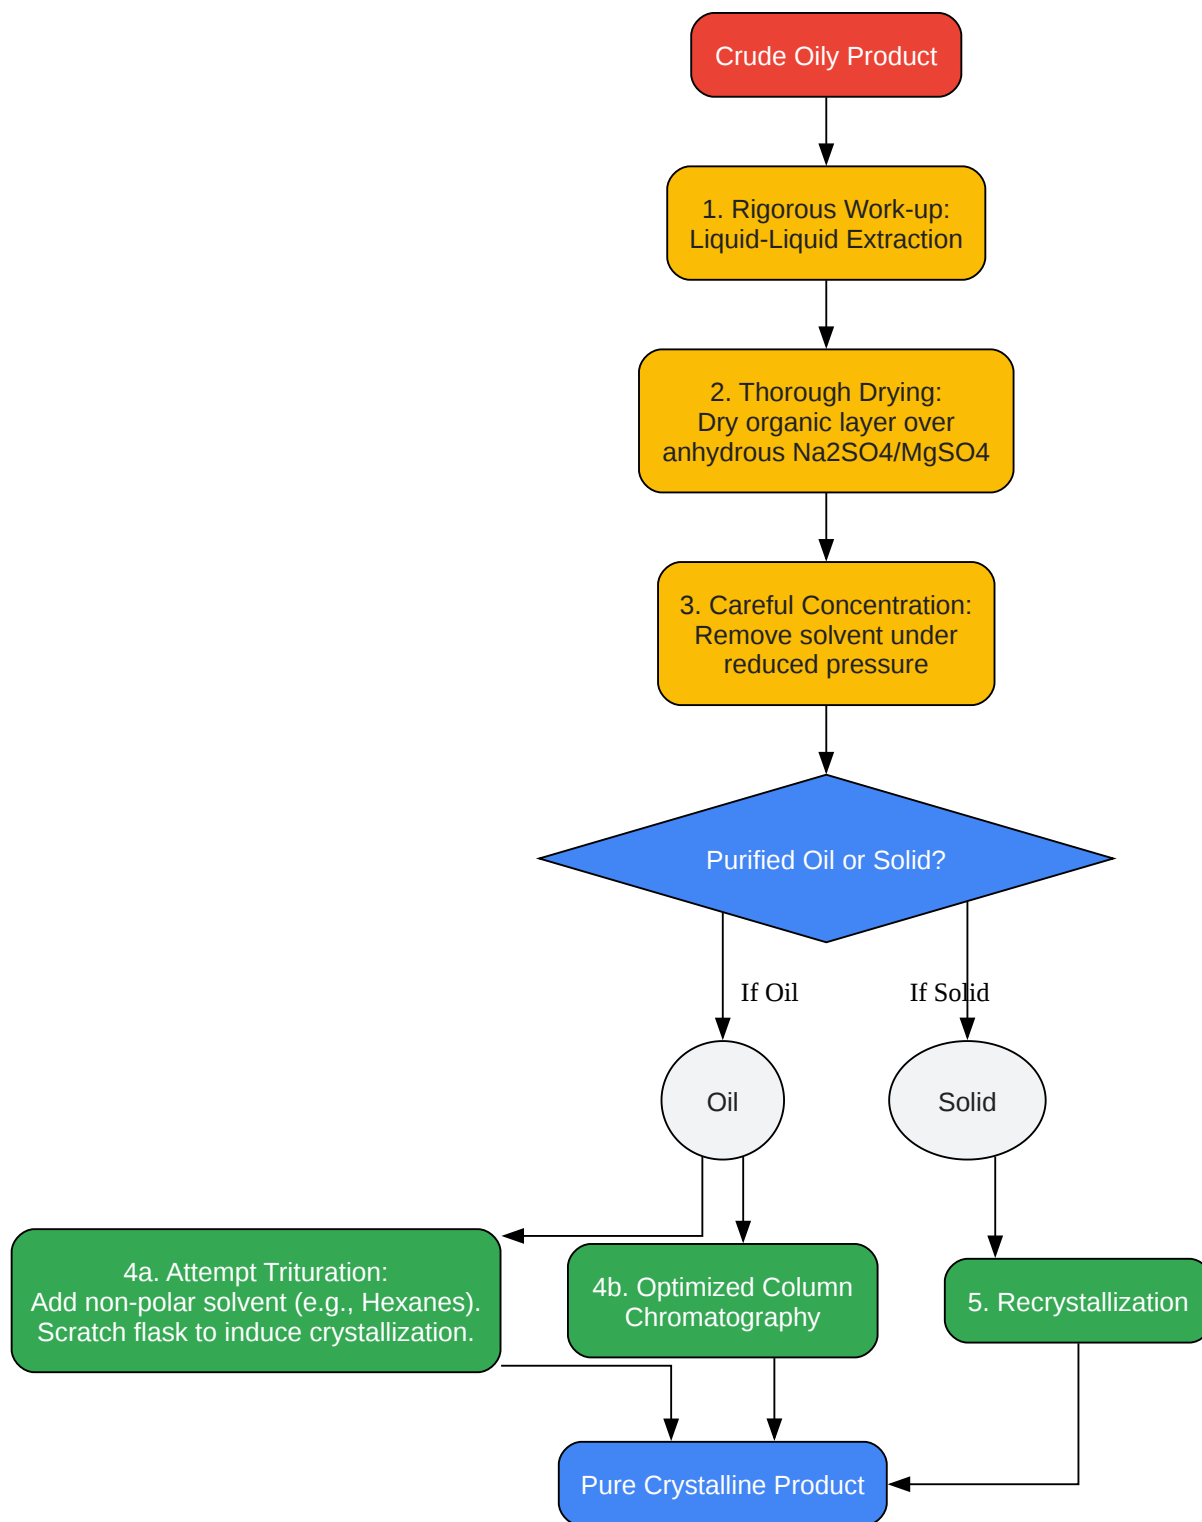 Crude Oily Product
1. Rigorous Work-up:
Liquid-Liquid Extraction
2. Thorough Drying:
Dry organic layer over
anhydrous Na2SO4/MgSO4
3. Careful Concentration:
Remove solvent under
reduced pressure
Purified Oil or Solid?
If Oil
If Solid
Oil
Solid
4a. Attempt Trituration:
Add non-polar solvent (e.g., Hexanes).
Scratch flask to induce crystallization.
4b. Optimized Column
Chromatography
5. Recrystallization
Pure Crystalline Product